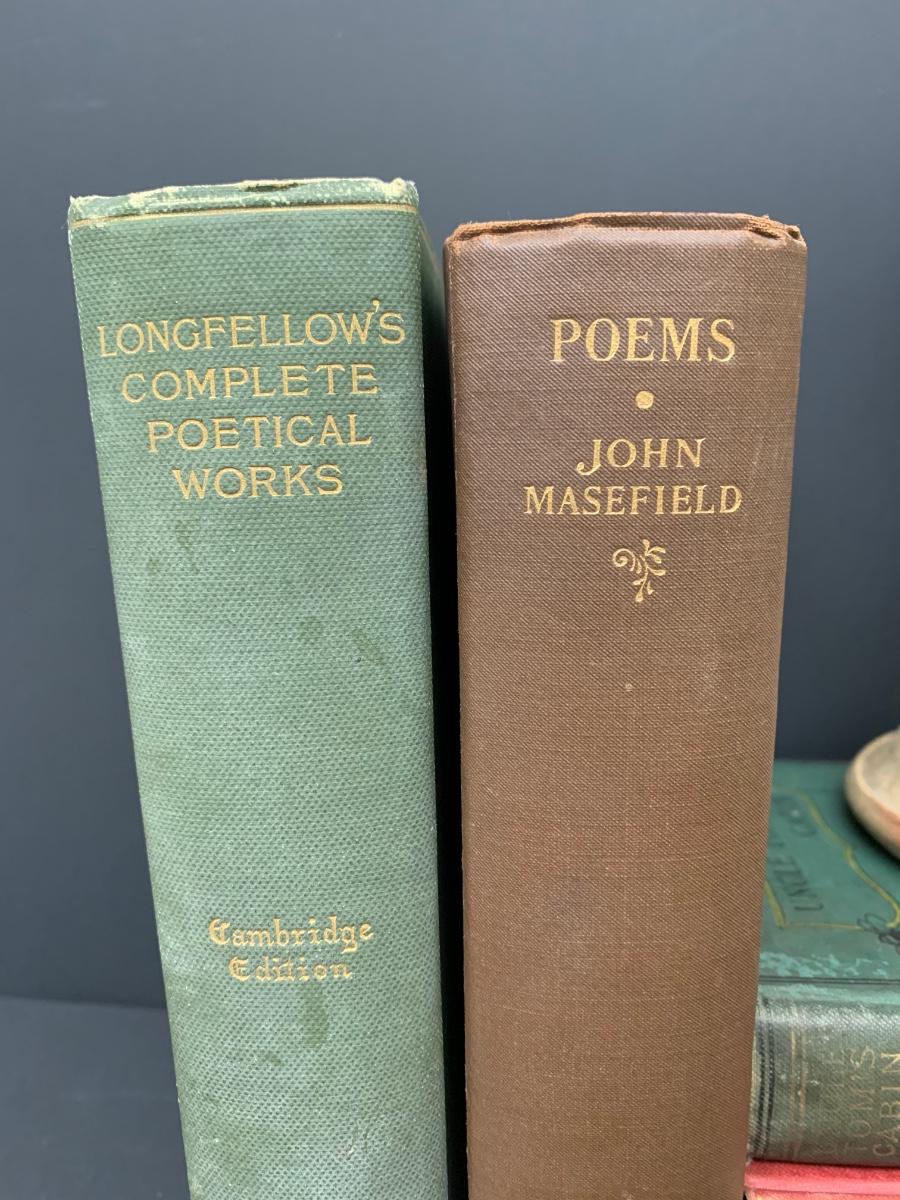 LONGFELLOW'S
COMPLETE
POETICAL
WORKS
Cambridge
Edition
POEMS
JOHN
MASEFIELD
UNCLE
TOM'S
CABIN